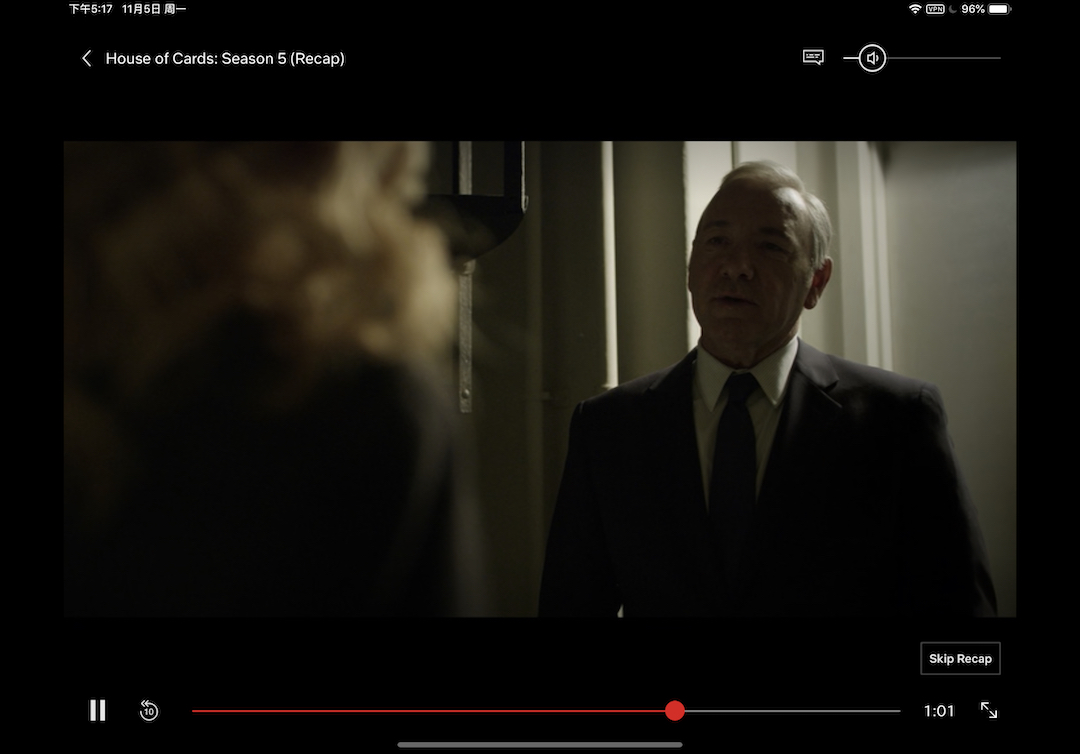 下午5:17 11月5日 周一 VPN 96%
House of Cards: Season 5 (Recap)
Skip Recap
10 1:01